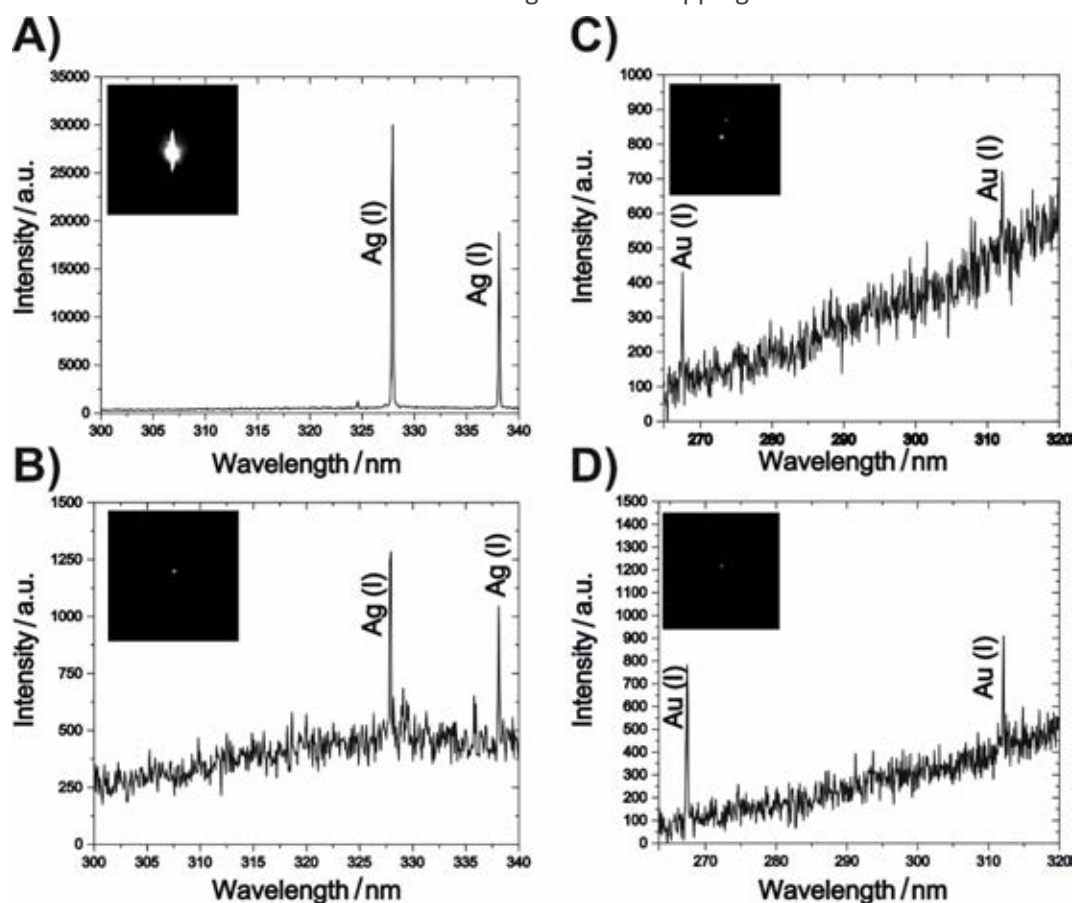 A)
35000
30000
25000
20000
15000
10000
5000
0
Intensity / a.u.
Ag (I)
Ag (I)
300 305 310 315 320 325 330 335 340
Wavelength / nm
B)
1500
1250
1000
750
500
250
0
Intensity / a.u.
Ag (I)
Ag (I)
300 305 310 315 320 325 330 335 340
Wavelength / nm
C)
1000
900
800
700
600
500
400
300
200
100
0
Intensity / a.u.
Au (I)
Au (I)
270 280 290 300 310 320
Wavelength / nm
D)
1500
1400
1300
1200
1100
1000
900
800
700
600
500
400
300
200
100
0
Intensity / a.u.
Au (I)
Au (I)
270 280 290 300 310 320
Wavelength / nm